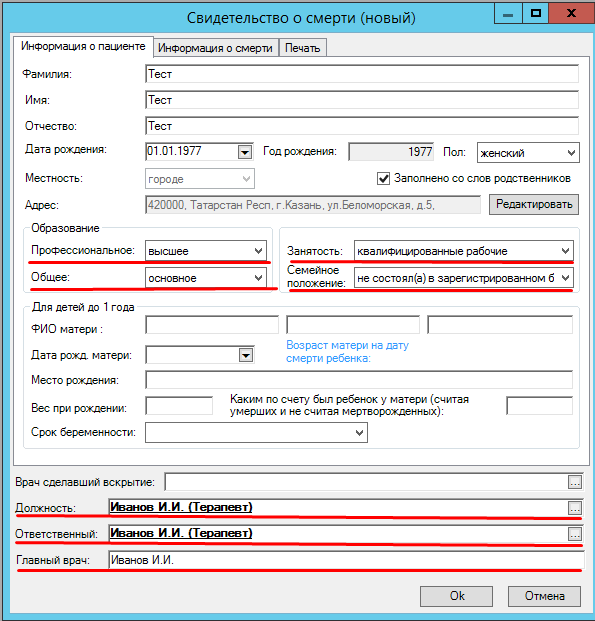 Свидетельство о смерти (новый)
Информация о пациенте Информация о смерти Печать
Фамилия: Тест
Имя: Тест
Отчество: Тест
Дата рождения: 01.01.1977 Год рождения: 1977 Пол: женский
Местность: городе Заполнено со слов родственников
Адрес: 420000, Татарстан Респ, г.Казань, ул.Беломорская, д.5, Редактировать
Образование
Профессиональное: высшее Занятость: квалифицированные рабочие
Общее: основное Семейное положение: не состоял(а) в зарегистрированном б
Для детей до 1 года
ФИО матери :
Дата рожд. матери: Возраст матери на дату
смерти ребенка:
Место рождения:
Вес при рождении: Каким по счету был ребенок у матери (считая
умерших и не считая мертворожденных):
Срок беременности:
Врач сделавший вскрытие: ...
Должность: Иванов И.И. (Терапевт) ...
Ответственный: Иванов И.И. (Терапевт) ...
Главный врач: Иванов И.И.
Ok Отмена